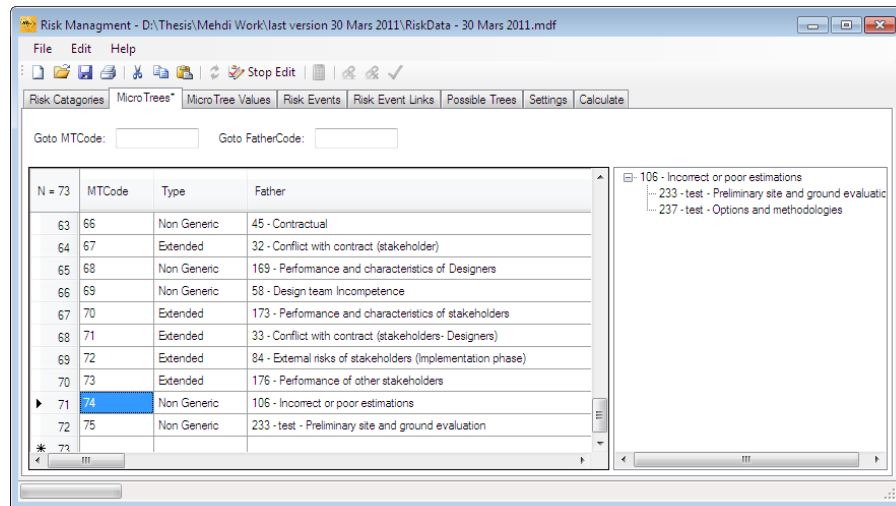 Risk Managment - D:\Thesis\Mehdi Work\last version 30 Mars 2011\RiskData - 30 Mars 2011.mdf
File Edit Help
Stop Edit
Risk Catagories MicroTrees* MicroTree Values Risk Events Risk Event Links Possible Trees Settings Calculate
Goto MTCode: Goto FatherCode:
N = 73 MTCode Type Father
63 66 Non Generic 45 - Contractual
64 67 Extended 32 - Conflict with contract (stakeholder)
65 68 Non Generic 169 - Performance and characteristics of Designers
66 69 Non Generic 58 - Design team Incompetence
67 70 Extended 173 - Performance and characteristics of stakeholders
68 71 Extended 33 - Conflict with contract (stakeholders- Designers)
69 72 Extended 84 - External risks of stakeholders (Implementation phase)
70 73 Extended 176 - Performance of other stakeholders
71 74 Non Generic 106 - Incorrect or poor estimations
72 75 Non Generic 233 - test - Preliminary site and ground evaluation
73
106 - Incorrect or poor estimations
233 - test - Preliminary site and ground evaluatic
237 - test - Options and methodologies